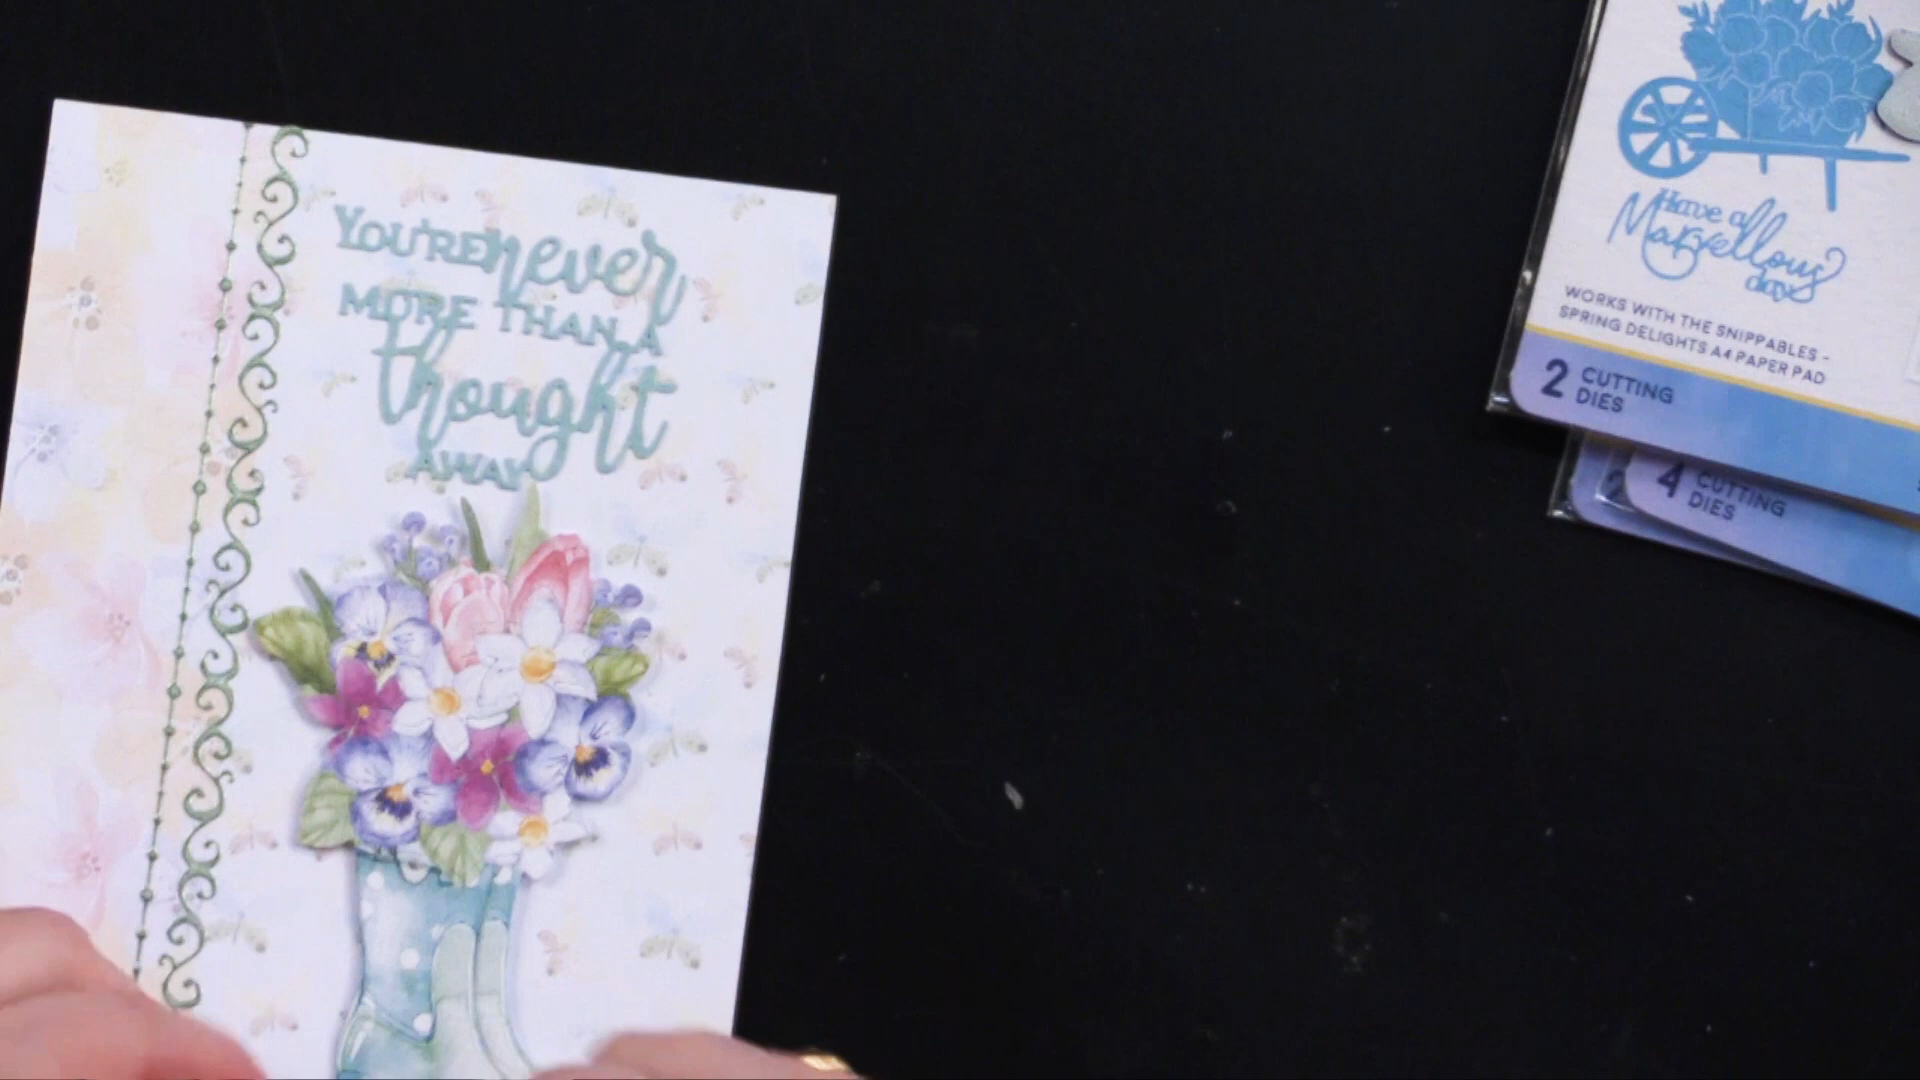 YOU'RE never
MORE THAN A
thought
AWAY
Have a
Marvellous
day
WORKS WITH THE SNIPPABLES -
SPRING DELIGHTS A4 PAPER PAD
2 CUTTING
DIES
4 CUTTING
DIES